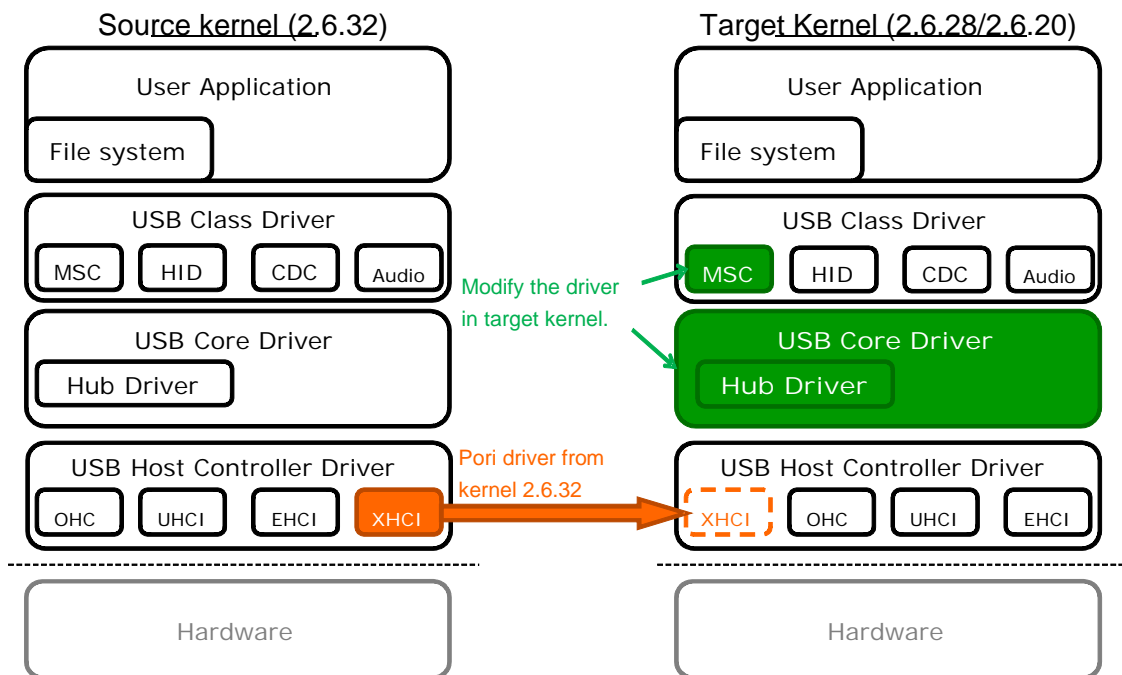 Source kernel (2.6.32)
User Application
File system
USB Class Driver
MSC HID CDC Audio
USB Core Driver
Hub Driver
USB Host Controller Driver
OHC UHCI EHCI XHCI
Hardware
Modify the driver
in target kernel.
Pori driver from
kernel 2.6.32
Target Kernel (2.6.28/2.6.20)
User Application
File system
USB Class Driver
MSC HID CDC Audio
USB Core Driver
Hub Driver
USB Host Controller Driver
XHCI OHC UHCI EHCI
Hardware